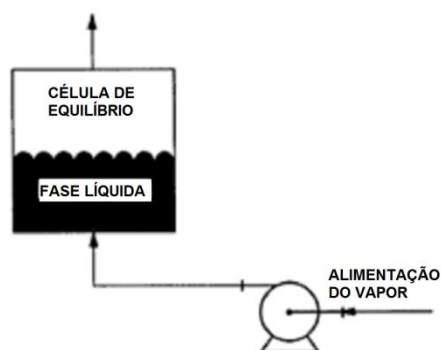 CÉLULA DE
EQUILÍBRIO
FASE LÍQUIDA
ALIMENTAÇÃO
DO VAPOR